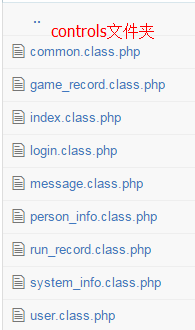 ..
controls文件夹
common.class.php
game_record.class.php
index.class.php
login.class.php
message.class.php
person_info.class.php
run_record.class.php
system_info.class.php
user.class.php